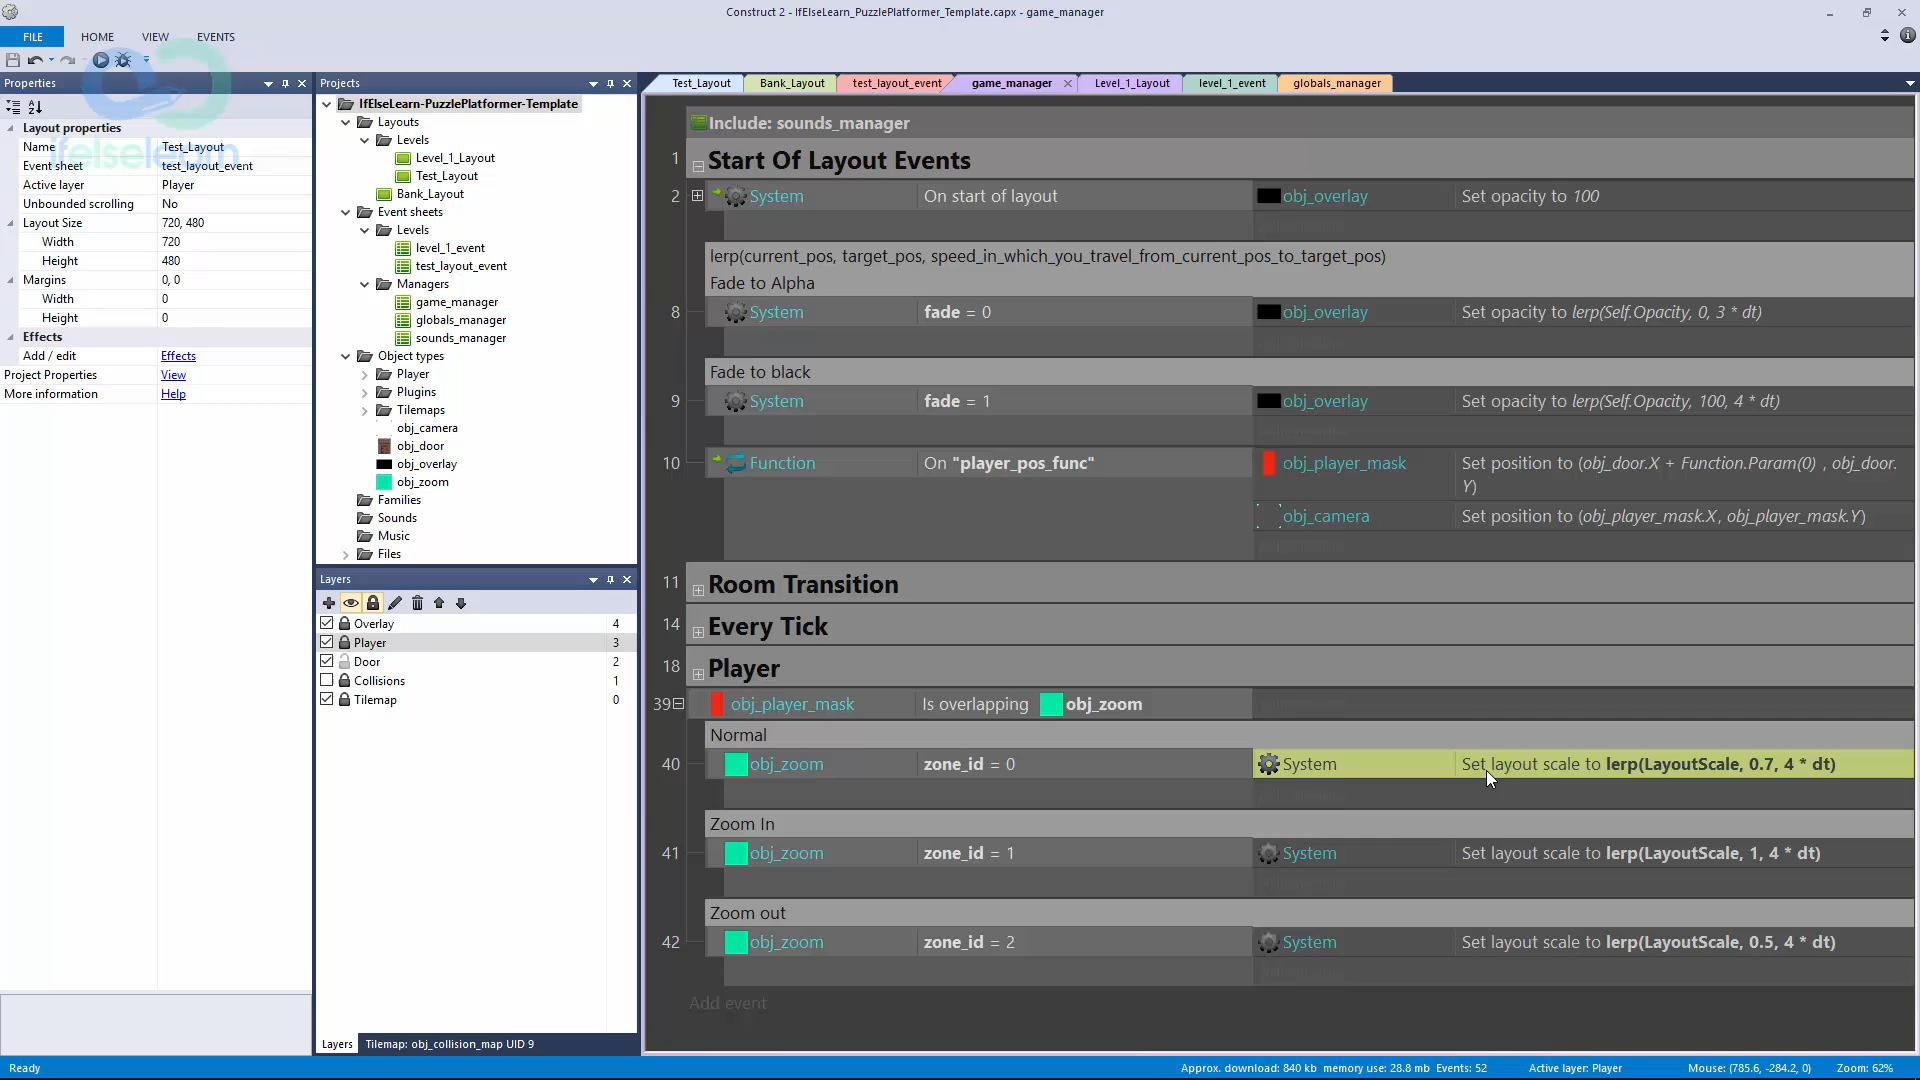 Construct 2 - IfElseLearn_PuzzlePlatformer_Template.capx - game_manager
FILE HOME VIEW EVENTS
Properties
Layout properties
Name Test_Layout
Event sheet test_layout_event
Active layer Player
Unbounded scrolling No
Layout Size 720, 480
Width 720
Height 480
Margins 0, 0
Width 0
Height 0
Effects
Add / edit Effects
Project Properties View
More information Help
ifelselearn
Projects
IfElseLearn-PuzzlePlatformer-Template
Layouts
Levels
Level_1_Layout
Test_Layout
Bank_Layout
Event sheets
Levels
level_1_event
test_layout_event
Managers
game_manager
globals_manager
sounds_manager
Object types
Player
Plugins
Tilemaps
obj_camera
obj_door
obj_overlay
obj_zoom
Families
Sounds
Music
Files
Layers
Overlay 4
Player 3
Door 2
Collisions 1
Tilemap 0
Layers Tilemap: obj_collision_map UID 9
Test_Layout Bank_Layout test_layout_event game_manager Level_1_Layout level_1_event globals_manager
Include: sounds_manager
1 Start Of Layout Events
2 System On start of layout obj_overlay Set opacity to 100
lerp(current_pos, target_pos, speed_in_which_you_travel_from_current_pos_to_target_pos)
Fade to Alpha
8 System fade = 0 obj_overlay Set opacity to lerp(Self.Opacity, 0, 3 * dt)
Fade to black
9 System fade = 1 obj_overlay Set opacity to lerp(Self.Opacity, 100, 4 * dt)
10 Function On "player_pos_func" obj_player_mask Set position to (obj_door.X + Function.Param(0) , obj_door.
Y)
obj_camera Set position to (obj_player_mask.X, obj_player_mask.Y)
11 Room Transition
14 Every Tick
18 Player
39 obj_player_mask Is overlapping obj_zoom
Normal
40 obj_zoom zone_id = 0 System Set layout scale to lerp(LayoutScale, 0.7, 4 * dt)
Zoom In
41 obj_zoom zone_id = 1 System Set layout scale to lerp(LayoutScale, 1, 4 * dt)
Zoom out
42 obj_zoom zone_id = 2 System Set layout scale to lerp(LayoutScale, 0.5, 4 * dt)
Add event
Ready Approx. download: 840 kb memory use: 28.8 mb Events: 52 Active layer: Player Mouse: (785.6, -284.2, 0) Zoom: 62%